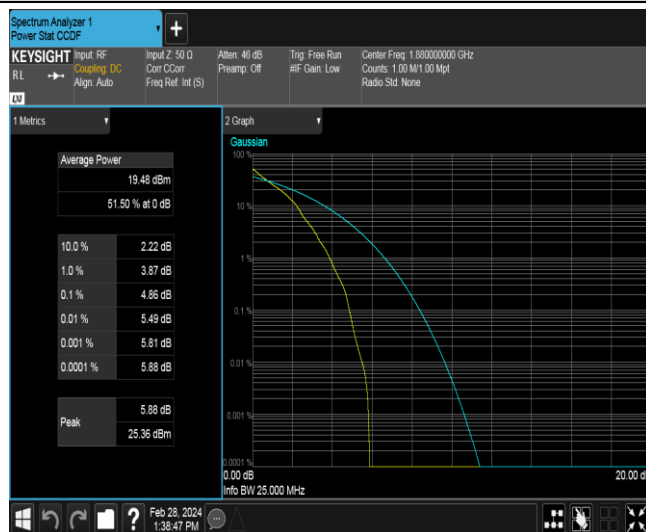 Spectrum Analyzer 1
Power Stat CCDF
+
KEYSIGHT
RL
LXI
Input: RF
Coupling: DC
Align: Auto
Input Z: 50 Ω
Corr CCorr
Freq Ref: Int (S)
Atten: 46 dB
Preamp: Off
Trig: Free Run
#IF Gain: Low
Center Freq: 1.880000000 GHz
Counts: 1.00 M/1.00 Mpt
Radio Std: None
1 Metrics
Average Power
19.48 dBm
51.50 % at 0 dB
10.0 % 2.22 dB
1.0 % 3.87 dB
0.1 % 4.86 dB
0.01 % 5.49 dB
0.001 % 5.81 dB
0.0001 % 5.88 dB
Peak
5.88 dB
25.36 dBm
2 Graph
Gaussian
100 %
10 %
1 %
0.1 %
0.01 %
0.001 %
0.0001 %
0.00 dB
20.00 d
Info BW 25.000 MHz
?
Feb 28, 2024
1:38:47 PM